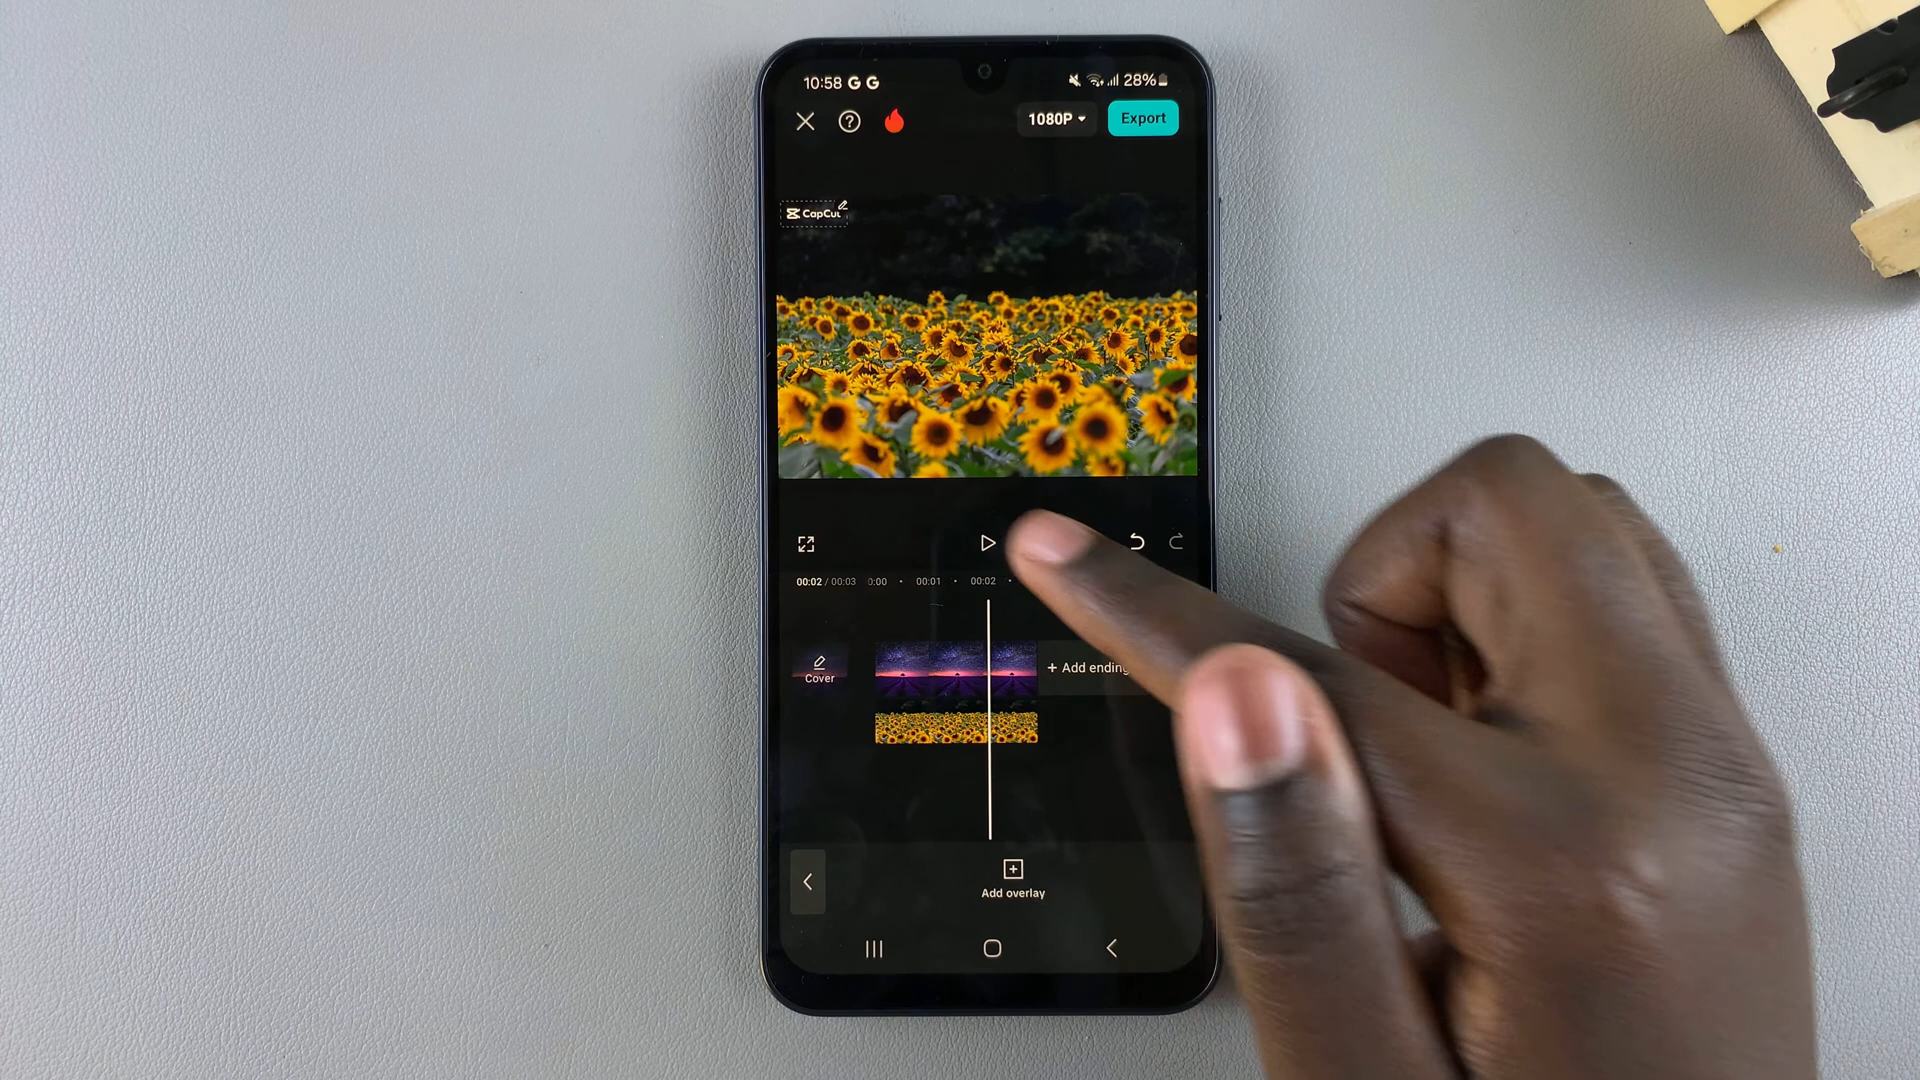 10:58 G G 28%
1080P Export
CapCut
00:02 / 00:03 0:00 00:01 00:02
Cover
+ Add ending
Add overlay